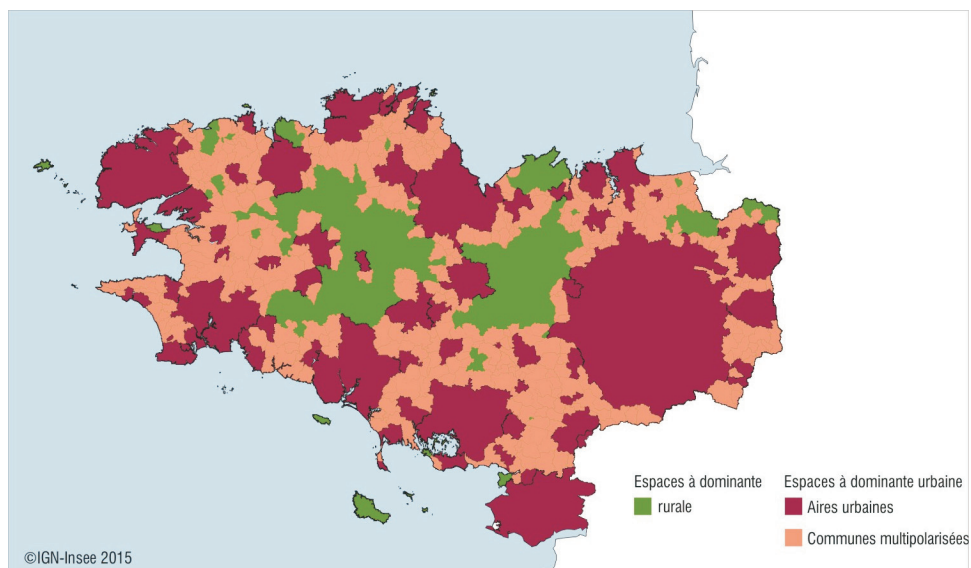 Espaces à dominante
rurale
Espaces à dominante urbaine
Aires urbaines
Communes multipolarisées
©IGN-Insee 2015